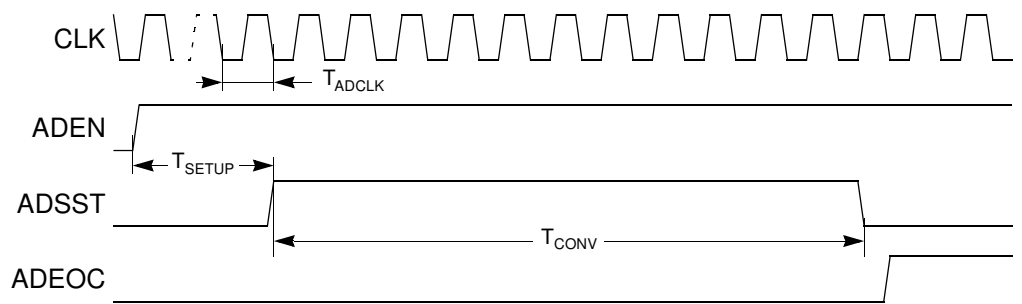 CLK
T_ADCLK
ADEN
T_SETUP
ADSST
T_CONV
ADEOC